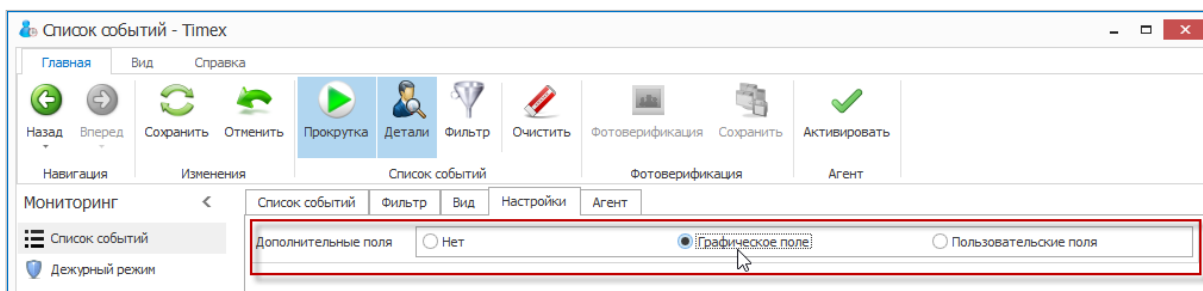 Список событий - Timex
Главная Вид Справка
Назад Вперед Сохранить Отменить Прокрутка Детали Фильтр Очистить Фотоверификация Сохранить Активировать
Навигация Изменения Список событий Фотоверификация Агент
Мониторинг < Список событий Фильтр Вид Настройки Агент
Список событий Дополнительные поля Нет Графическое поле Пользовательские поля
Дежурный режим